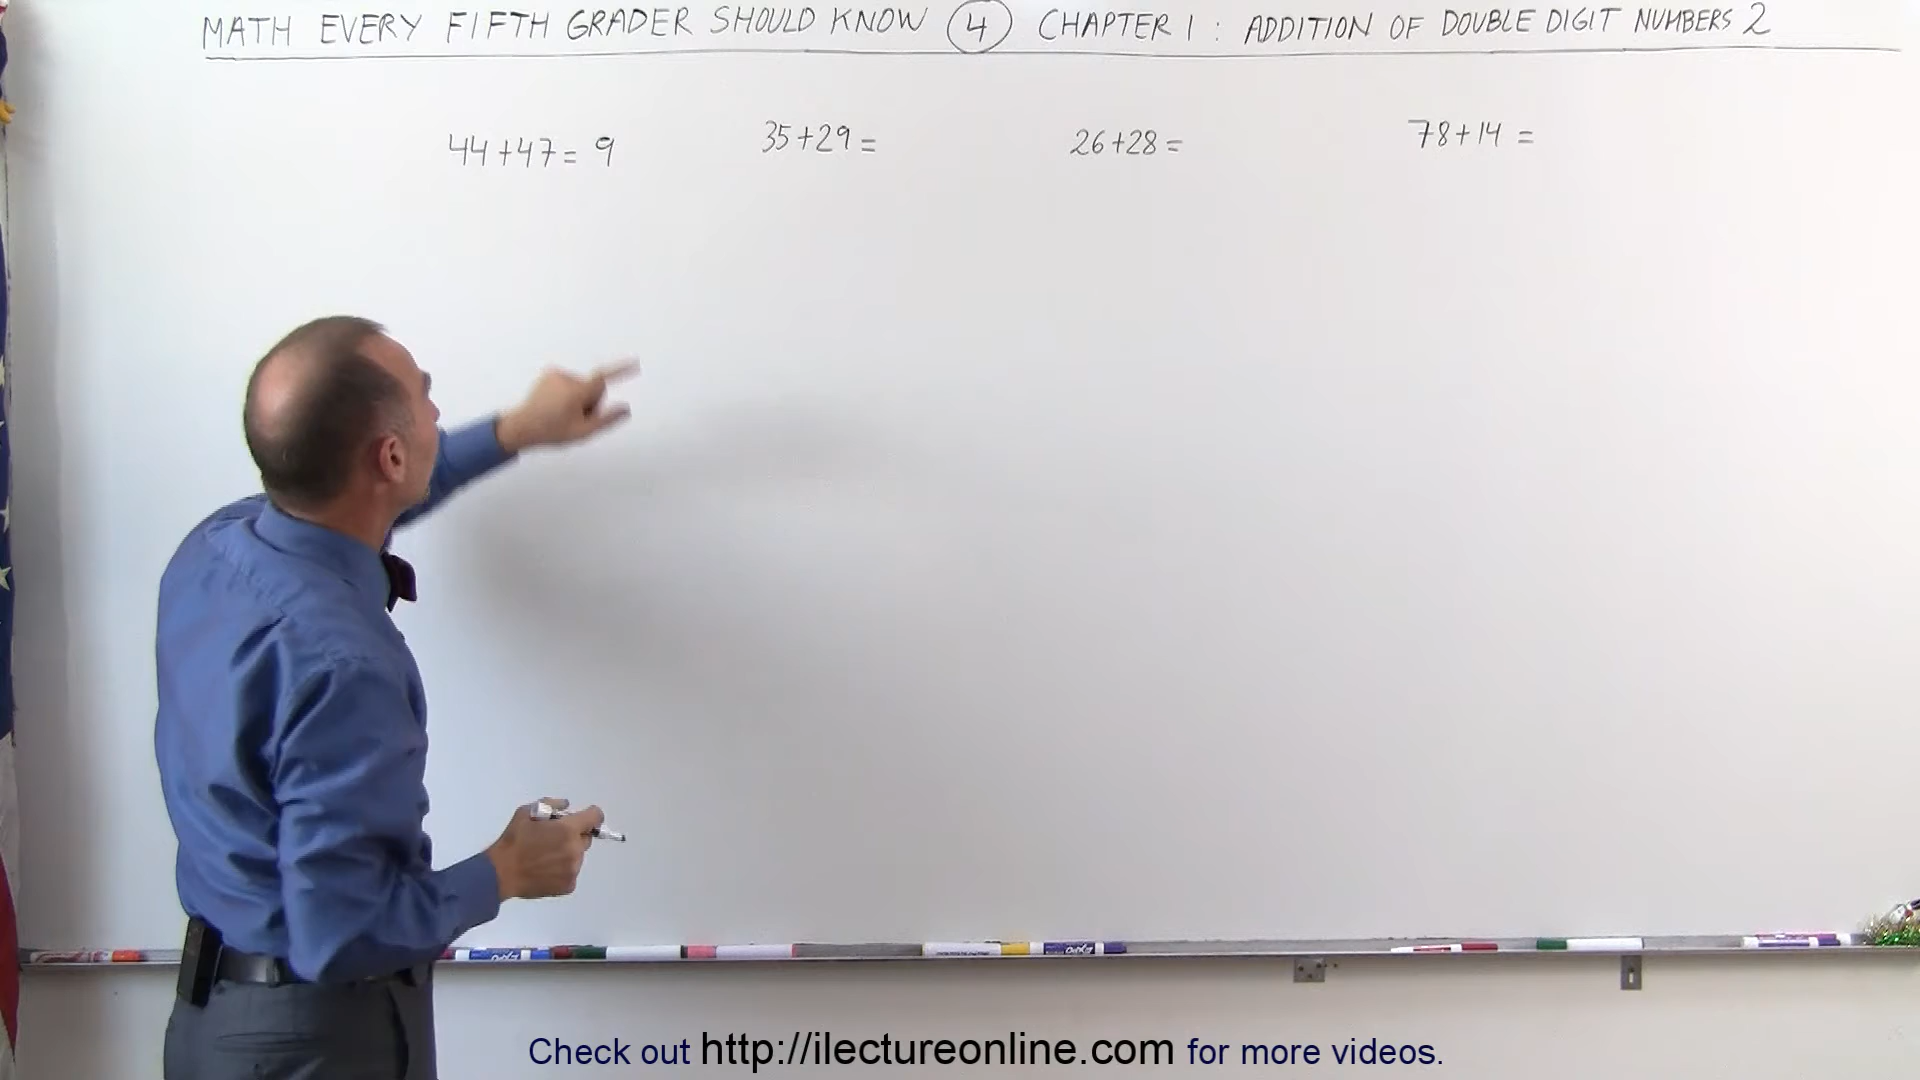 MATH EVERY FIFTH GRADER SHOULD KNOW 4 CHAPTER 1 : ADDITION OF DOUBLE DIGIT NUMBERS 2
44+47= 9 35+29= 26+28= 78+14=
Check out http://ilectureonline.com for more videos.